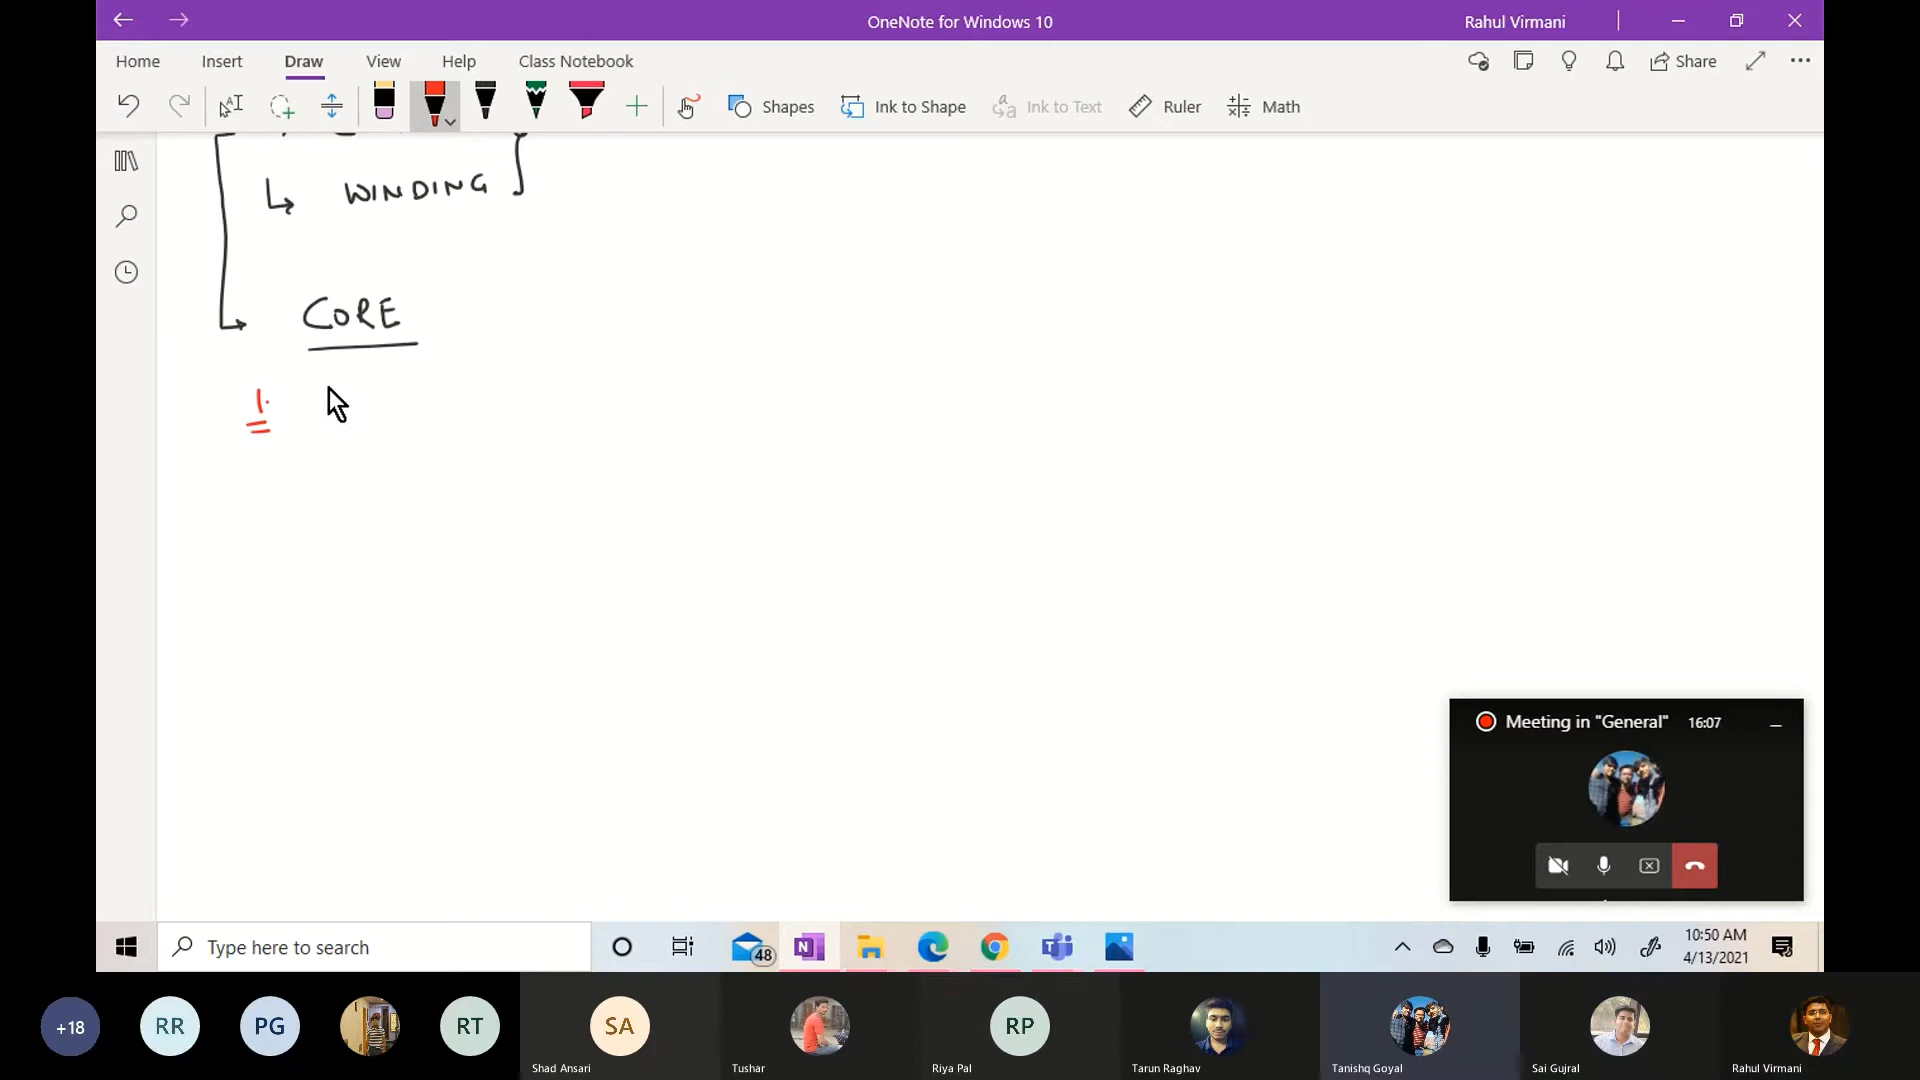 OneNote for Windows 10
Rahul Virmani
Home Insert Draw View Help Class Notebook
Share
Shapes Ink to Shape Ink to Text Ruler Math
WINDING
CORE
1.
Meeting in "General" 16:07
Type here to search
48
10:50 AM
4/13/2021
+18 RR PG RT SA RP
Shad Ansari Tushar Riya Pal Tarun Raghav Tanishq Goyal Sai Gujral Rahul Virmani